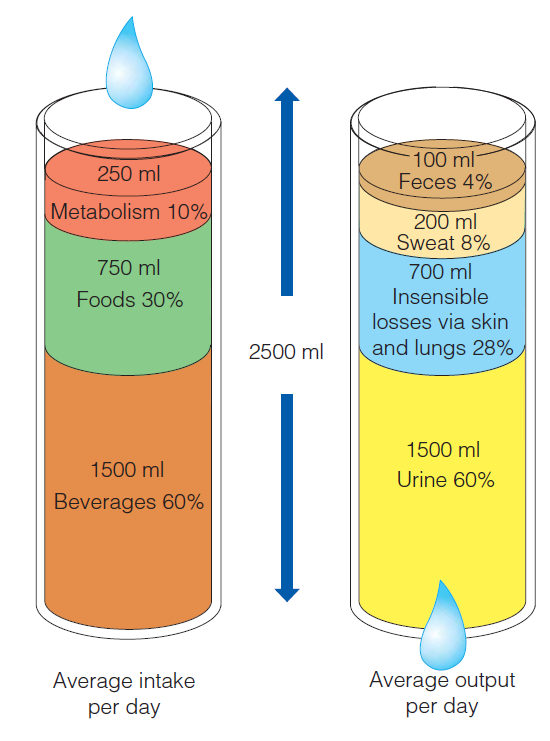 250 ml
Metabolism 10%
750 ml
Foods 30%
1500 ml
Beverages 60%
Average intake
per day
2500 ml
100 ml
Feces 4%
200 ml
Sweat 8%
700 ml
Insensible
losses via skin
and lungs 28%
1500 ml
Urine 60%
Average output
per day